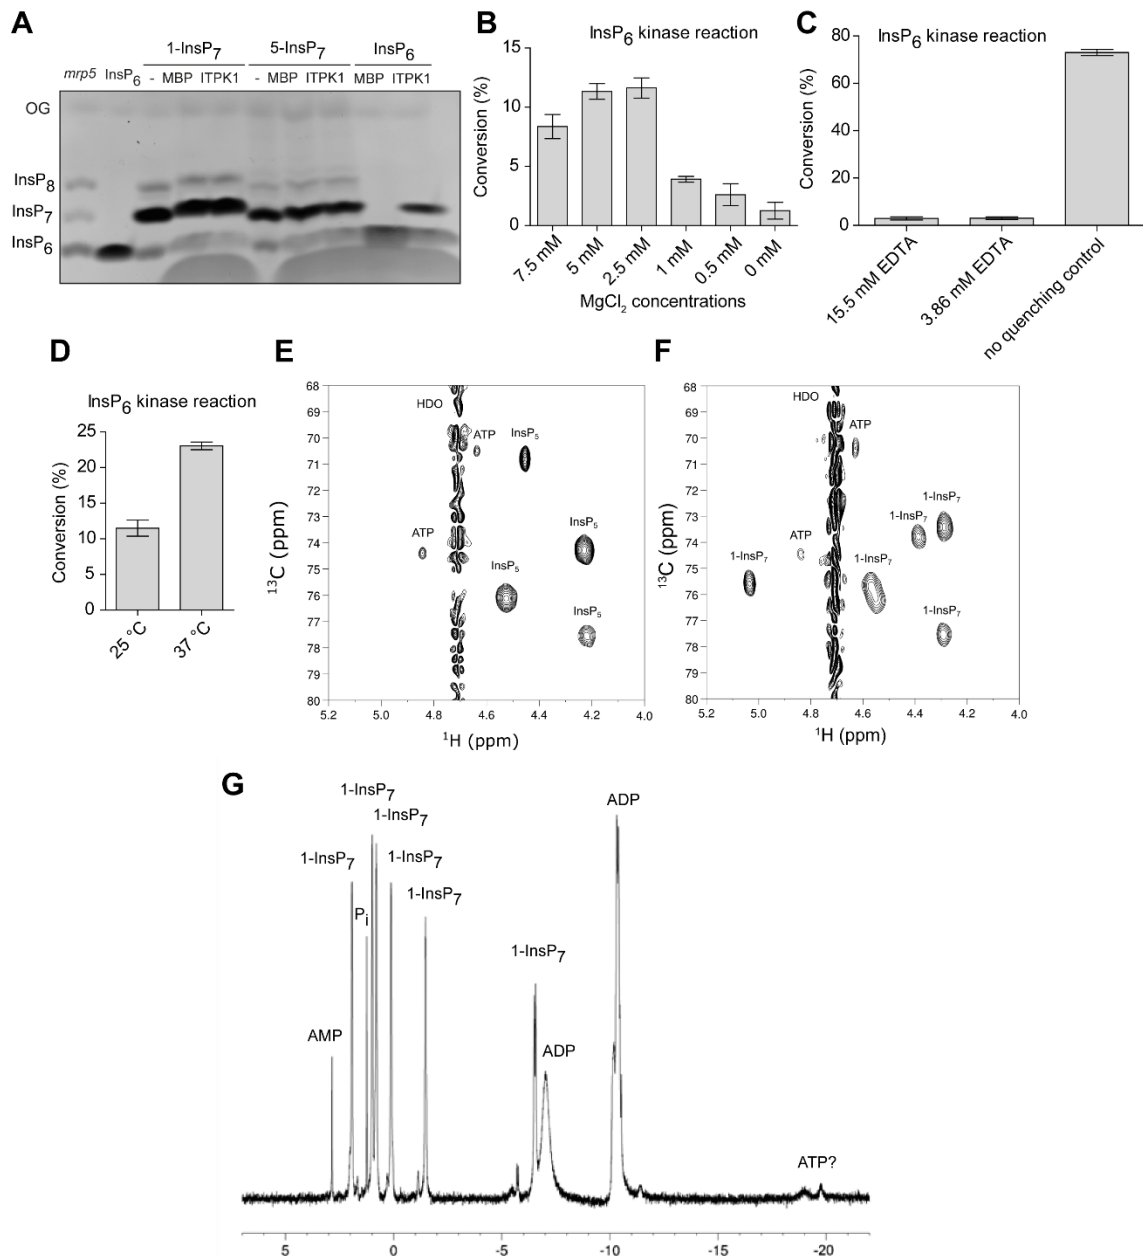 A
1-InsP7 5-InsP7 InsP6
mrp5 InsP6 - MBP ITPK1 - MBP ITPK1 MBP ITPK1
OG
InsP8
InsP7
InsP6
B
InsP6 kinase reaction
Conversion (%)
15
10
5
0
7.5 mM 5 mM 2.5 mM 1 mM 0.5 mM 0 mM
MgCl2 concentrations
C
InsP6 kinase reaction
Conversion (%)
80
60
40
20
0
15.5 mM EDTA 3.86 mM EDTA no quenching control
D
InsP6 kinase reaction
Conversion (%)
25
20
15
10
5
0
25 °C 37 °C
E
68
69
70
71
72
73
74
75
76
77
78
79
80
13C (ppm)
HDO
ATP
InsP5
InsP5
ATP
InsP5
InsP5
5.2 5.0 4.8 4.6 4.4 4.2 4.0
1H (ppm)
F
68
69
70
71
72
73
74
75
76
77
78
79
80
13C (ppm)
HDO
ATP
1-InsP7
1-InsP7
ATP
1-InsP7
1-InsP7
1-InsP7
5.2 5.0 4.8 4.6 4.4 4.2 4.0
1H (ppm)
G
1-InsP7
1-InsP7
1-InsP7
1-InsP7
1-InsP7
Pi
1-InsP7
AMP
ADP
ADP
ATP?
5 0 -5 -10 -15 -20